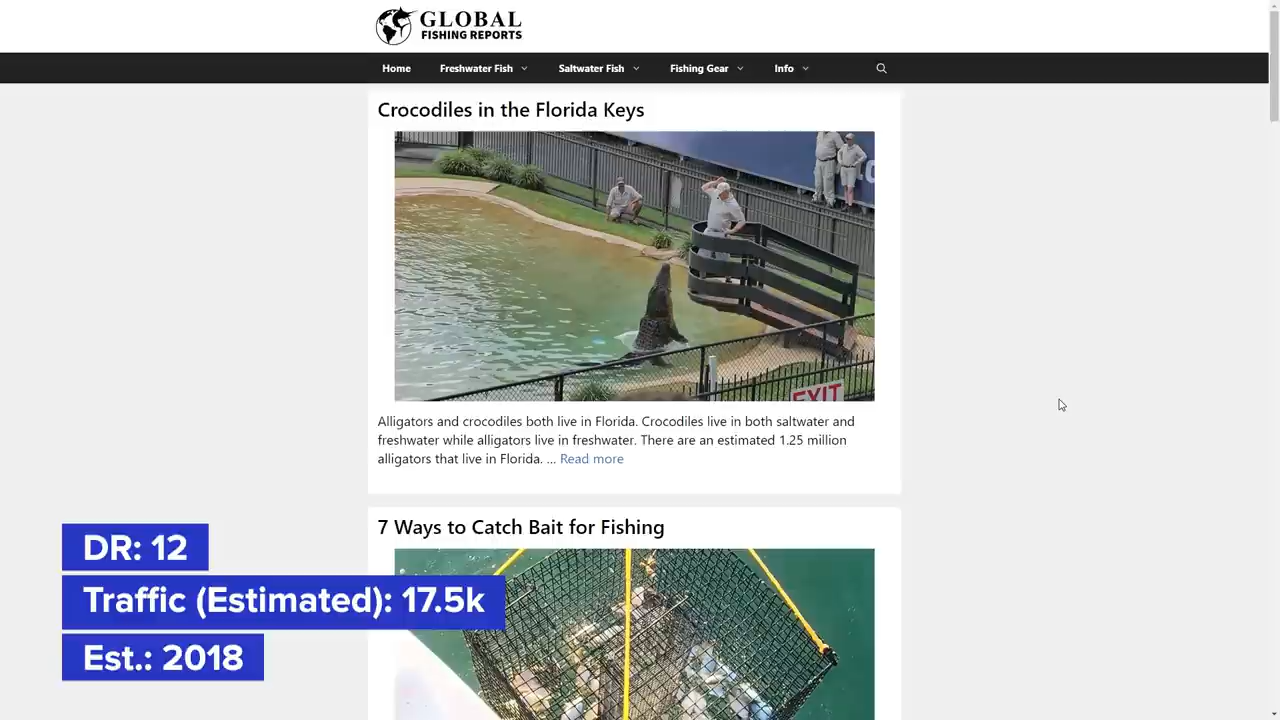 GLOBAL
FISHING REPORTS
Home Freshwater Fish Saltwater Fish Fishing Gear Info
Crocodiles in the Florida Keys
EXIT
Alligators and crocodiles both live in Florida. Crocodiles live in both saltwater and
freshwater while alligators live in freshwater. There are an estimated 1.25 million
alligators that live in Florida. ... Read more
7 Ways to Catch Bait for Fishing
DR: 12
Traffic (Estimated): 17.5k
Est.: 2018